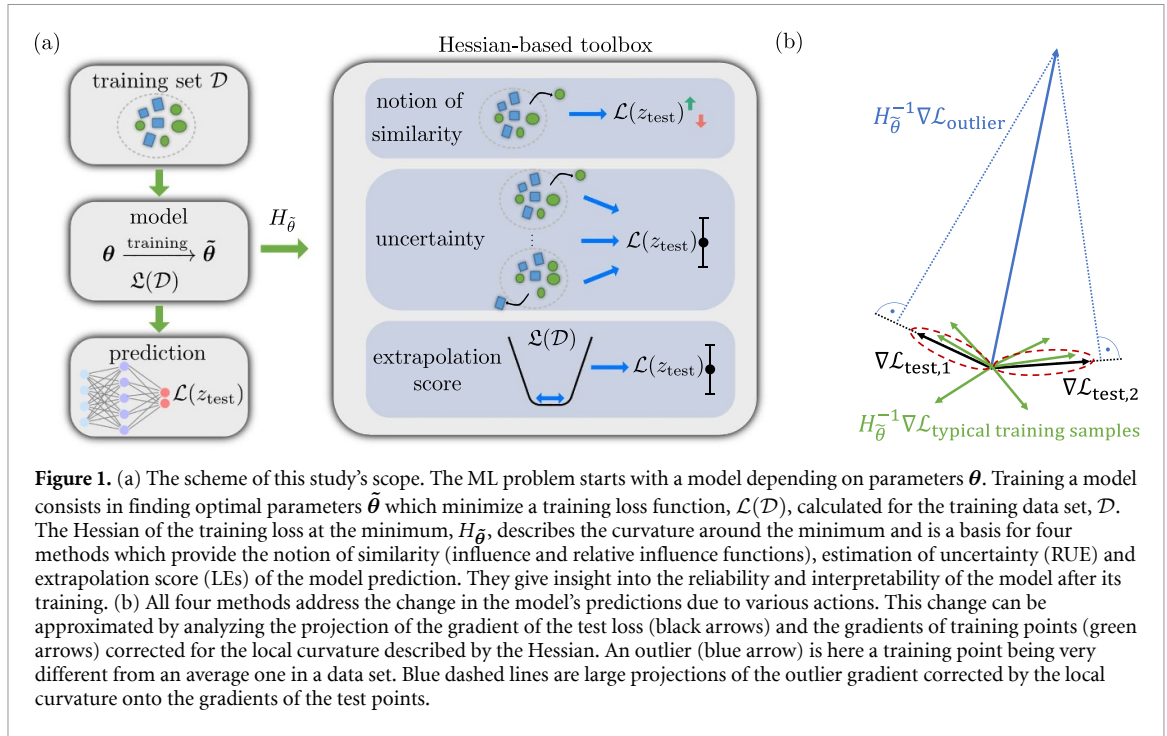 (a)
training set 𝒟
model
θ training→ θ̃
𝔏(𝒟)
prediction
ℒ(z_test)
H_θ̃
Hessian-based toolbox
notion of
similarity
ℒ(z_test)
uncertainty
⋮
ℒ(z_test)
extrapolation
score
𝔏(𝒟)
ℒ(z_test)
(b)
H_θ̃^-1 ∇ℒ_outlier
∇ℒ_test,1
∇ℒ_test,2
H_θ̃^-1 ∇ℒ_typical training samples
Figure 1. (a) The scheme of this study's scope. The ML problem starts with a model depending on parameters θ. Training a model
consists in finding optimal parameters θ̃ which minimize a training loss function, ℒ(𝒟), calculated for the training data set, 𝒟.
The Hessian of the training loss at the minimum, H_θ̃, describes the curvature around the minimum and is a basis for four
methods which provide the notion of similarity (influence and relative influence functions), estimation of uncertainty (RUE) and
extrapolation score (LEs) of the model prediction. They give insight into the reliability and interpretability of the model after its
training. (b) All four methods address the change in the model's predictions due to various actions. This change can be
approximated by analyzing the projection of the gradient of the test loss (black arrows) and the gradients of training points (green
arrows) corrected for the local curvature described by the Hessian. An outlier (blue arrow) is here a training point being very
different from an average one in a data set. Blue dashed lines are large projections of the outlier gradient corrected by the local
curvature onto the gradients of the test points.